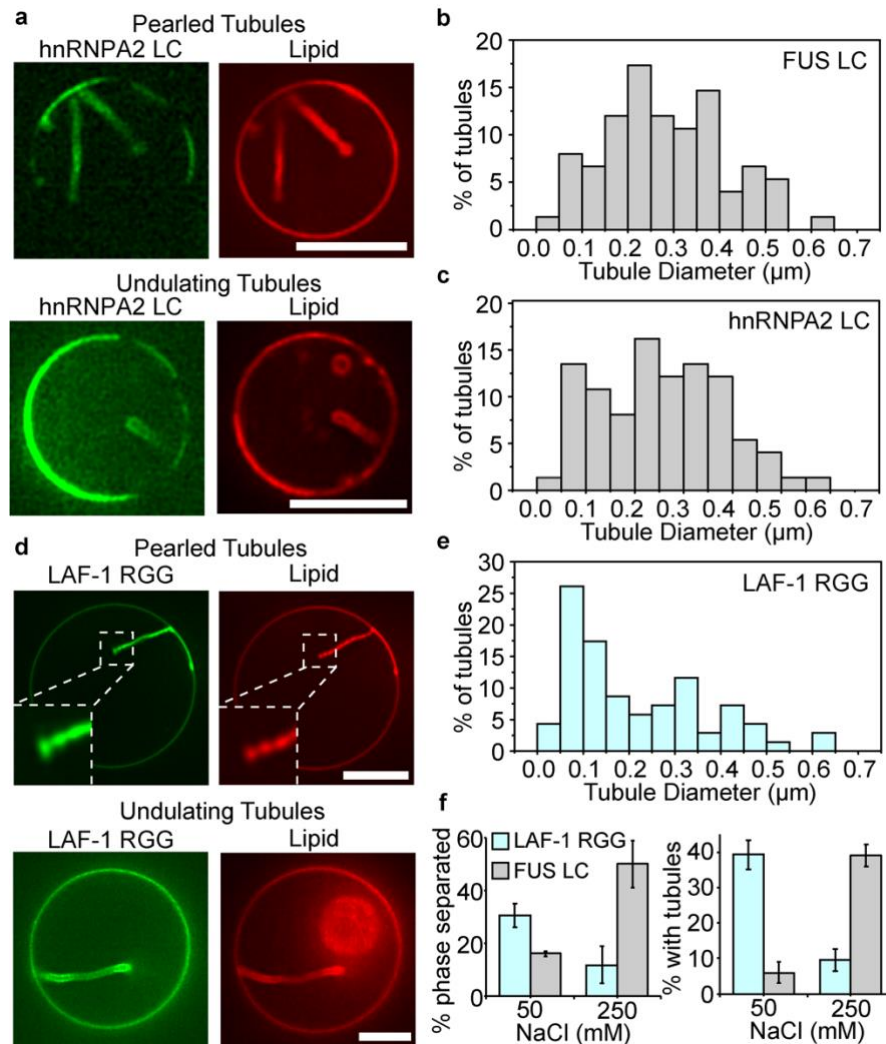 a
Pearled Tubules
hnRNPA2 LC Lipid
Undulating Tubules
hnRNPA2 LC Lipid
b
FUS LC
% of tubules
20
15
10
5
0
0.0 0.1 0.2 0.3 0.4 0.5 0.6 0.7
Tubule Diameter (µm)
c
hnRNPA2 LC
% of tubules
20
15
10
5
0
0.0 0.1 0.2 0.3 0.4 0.5 0.6 0.7
Tubule Diameter (µm)
d
Pearled Tubules
LAF-1 RGG Lipid
Undulating Tubules
LAF-1 RGG Lipid
e
LAF-1 RGG
% of tubules
30
25
20
15
10
5
0
0.0 0.1 0.2 0.3 0.4 0.5 0.6 0.7
Tubule Diameter (µm)
f
LAF-1 RGG
FUS LC
% phase separated
60
40
20
0
50 250
NaCl (mM)
% with tubules
40
30
20
10
0
50 250
NaCl (mM)